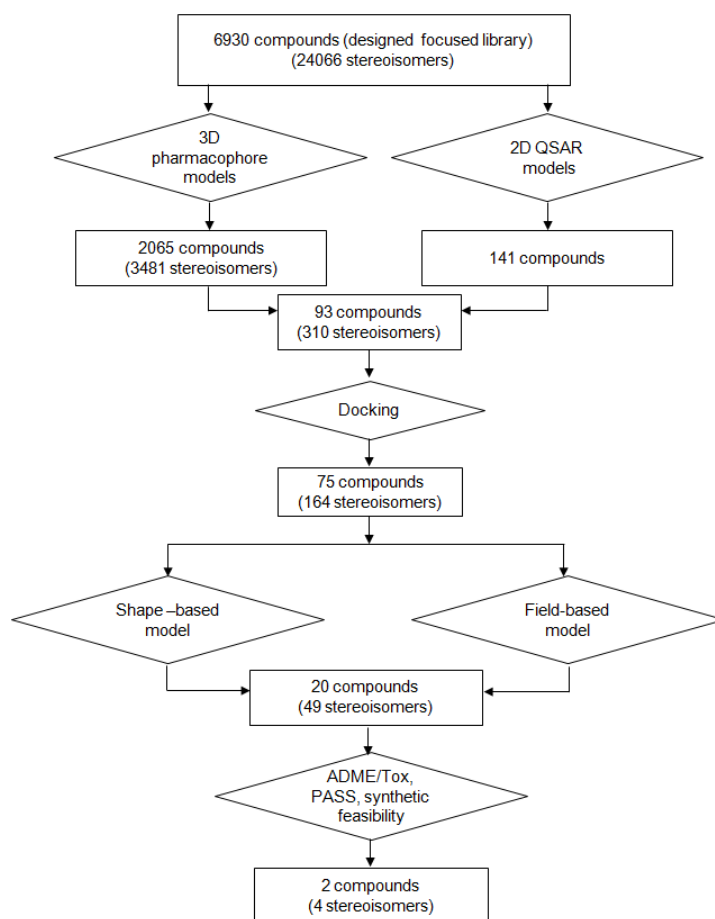 6930 compounds (designed focused library)
(24066 stereoisomers)
3D
pharmacophore
models
2D QSAR
models
2065 compounds
(3481 stereoisomers)
141 compounds
93 compounds
(310 stereoisomers)
Docking
75 compounds
(164 stereoisomers)
Shape –based
model
Field-based
model
20 compounds
(49 stereoisomers)
ADME/Tox,
PASS, synthetic
feasibility
2 compounds
(4 stereoisomers)